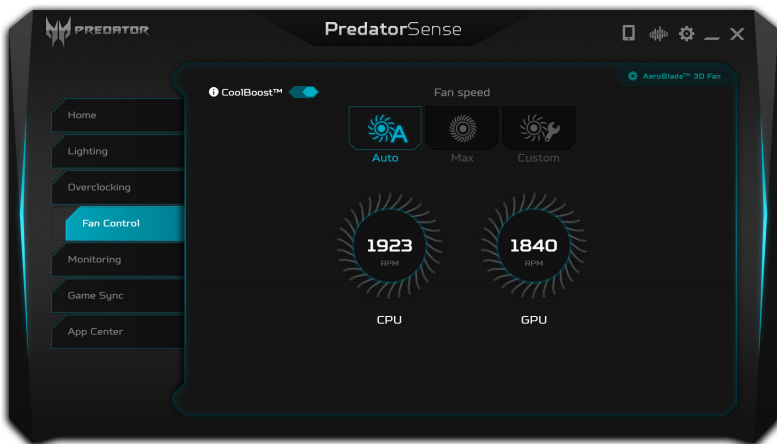 PREDATOR
PredatorSense
AeroBlade™ 3D Fan
CoolBoost™
Fan speed
Home
Lighting
Overclocking
Fan Control
Monitoring
Game Sync
App Center
Auto
Max
Custom
1923
RPM
CPU
1840
RPM
GPU